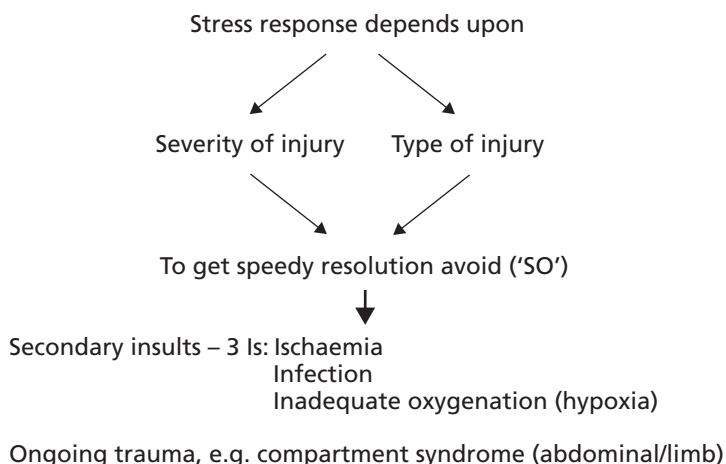 Stress response depends upon
Severity of injury Type of injury
To get speedy resolution avoid (‘SO’)
Secondary insults – 3 Is: Ischaemia
Infection
Inadequate oxygenation (hypoxia)
Ongoing trauma, e.g. compartment syndrome (abdominal/limb)